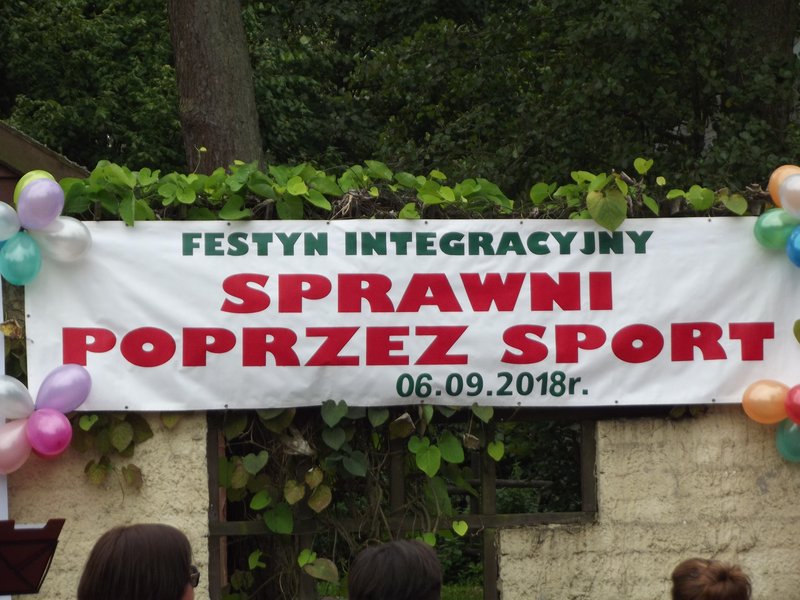 FESTYN INTEGRACYJNY
SPRAWNI
POPRZEZ SPORT
06.09.2018r.